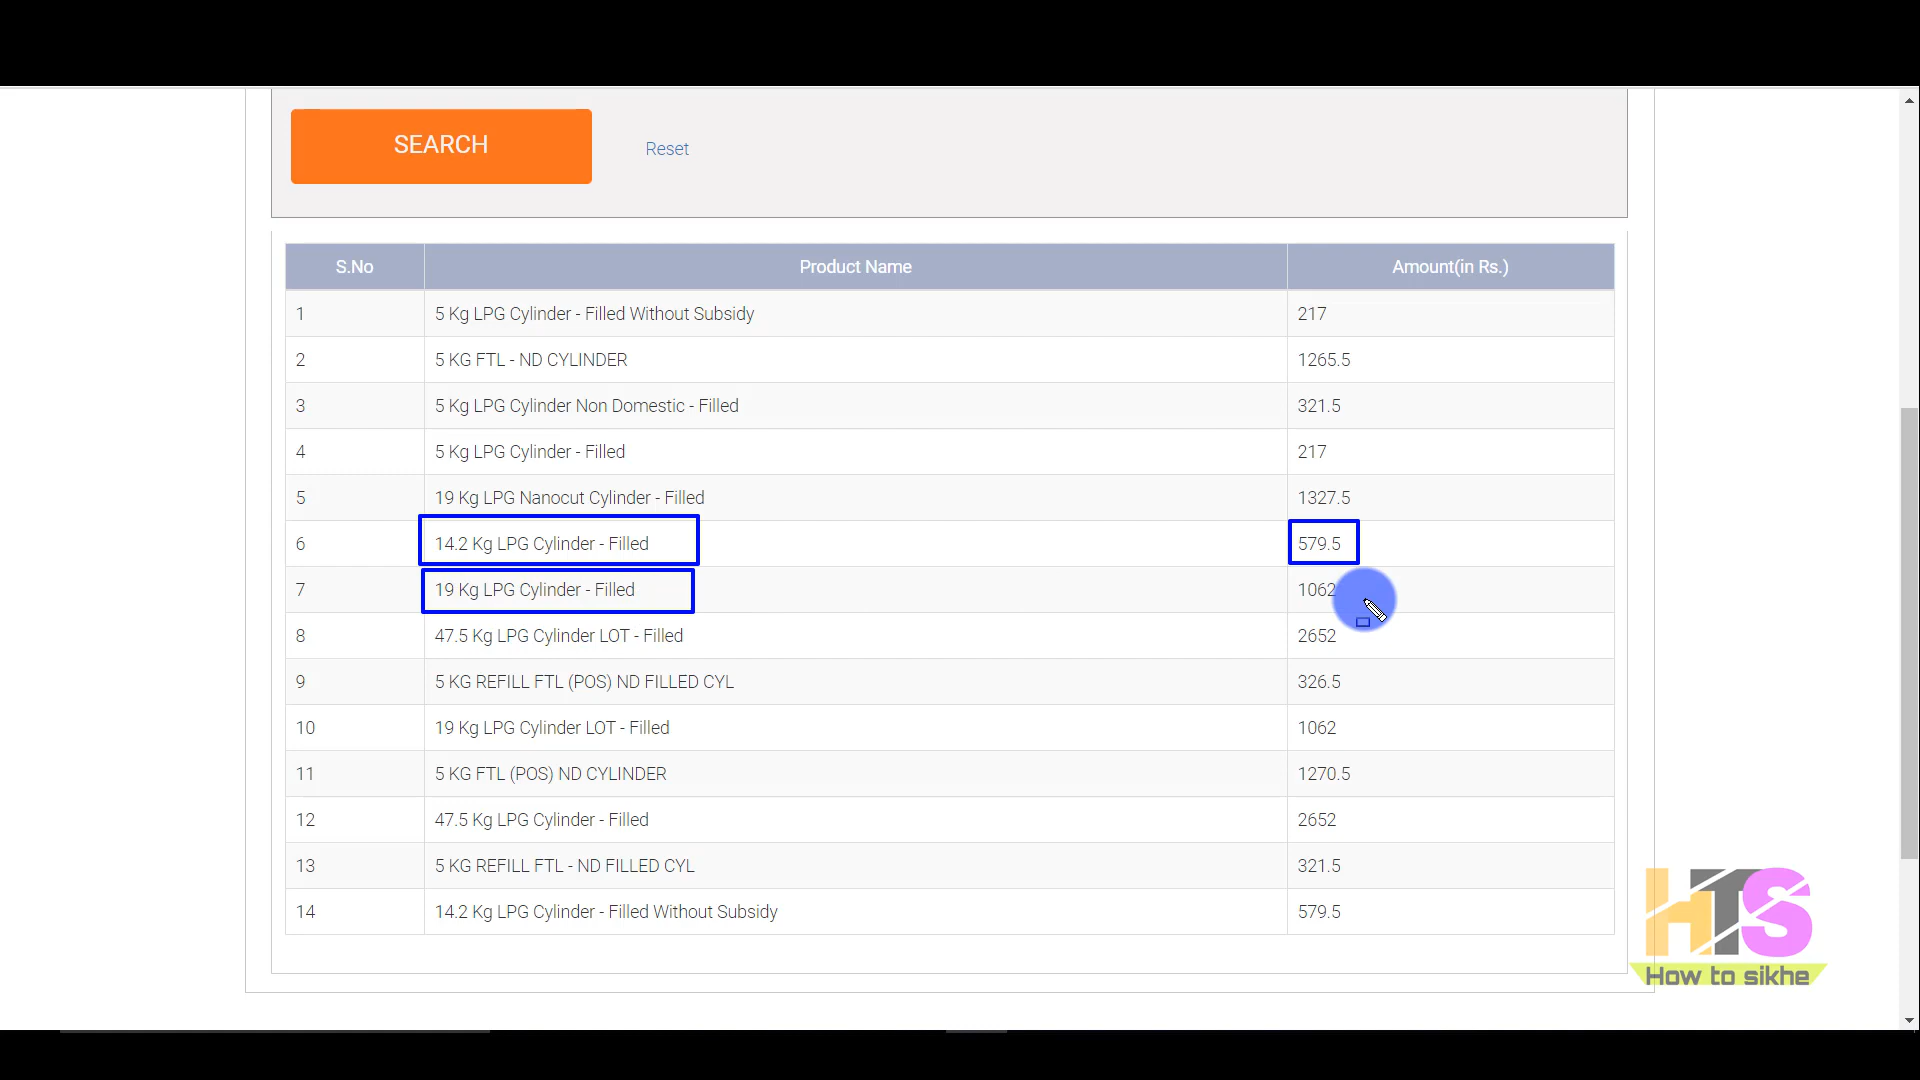 SEARCH Reset
S.No Product Name Amount(in Rs.)
1 5 Kg LPG Cylinder - Filled Without Subsidy 217
2 5 KG FTL - ND CYLINDER 1265.5
3 5 Kg LPG Cylinder Non Domestic - Filled 321.5
4 5 Kg LPG Cylinder - Filled 217
5 19 Kg LPG Nanocut Cylinder - Filled 1327.5
6 14.2 Kg LPG Cylinder - Filled 579.5
7 19 Kg LPG Cylinder - Filled 1062
8 47.5 Kg LPG Cylinder LOT - Filled 2652
9 5 KG REFILL FTL (POS) ND FILLED CYL 326.5
10 19 Kg LPG Cylinder LOT - Filled 1062
11 5 KG FTL (POS) ND CYLINDER 1270.5
12 47.5 Kg LPG Cylinder - Filled 2652
13 5 KG REFILL FTL - ND FILLED CYL 321.5
14 14.2 Kg LPG Cylinder - Filled Without Subsidy 579.5
HTS
How to sikhe